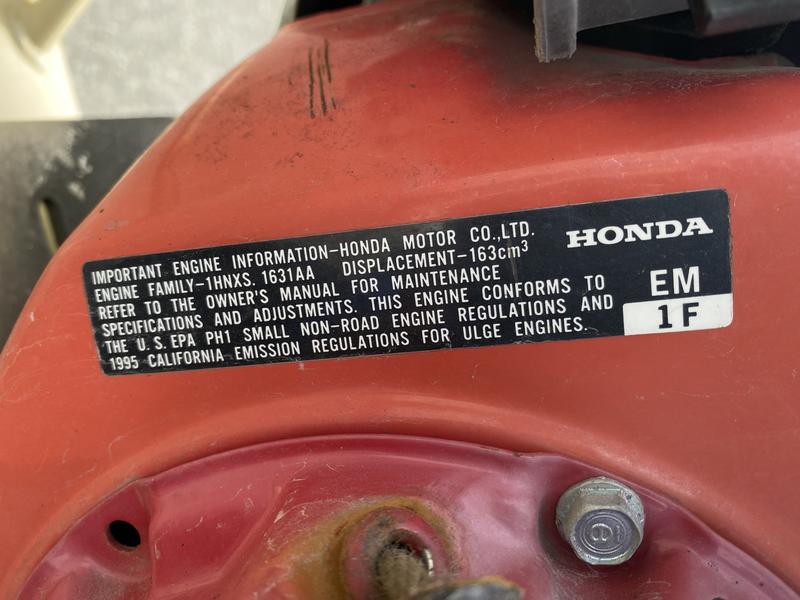 IMPORTANT ENGINE INFORMATION-HONDA MOTOR CO.,LTD.
ENGINE FAMILY-1HNXS. 1631AA DISPLACEMENT-163cm³
REFER TO THE OWNER'S MANUAL FOR MAINTENANCE
SPECIFICATIONS AND ADJUSTMENTS. THIS ENGINE CONFORMS TO
THE U.S. EPA PH1 SMALL NON-ROAD ENGINE REGULATIONS AND
1995 CALIFORNIA EMISSION REGULATIONS FOR ULGE ENGINES.
HONDA
EM
1F